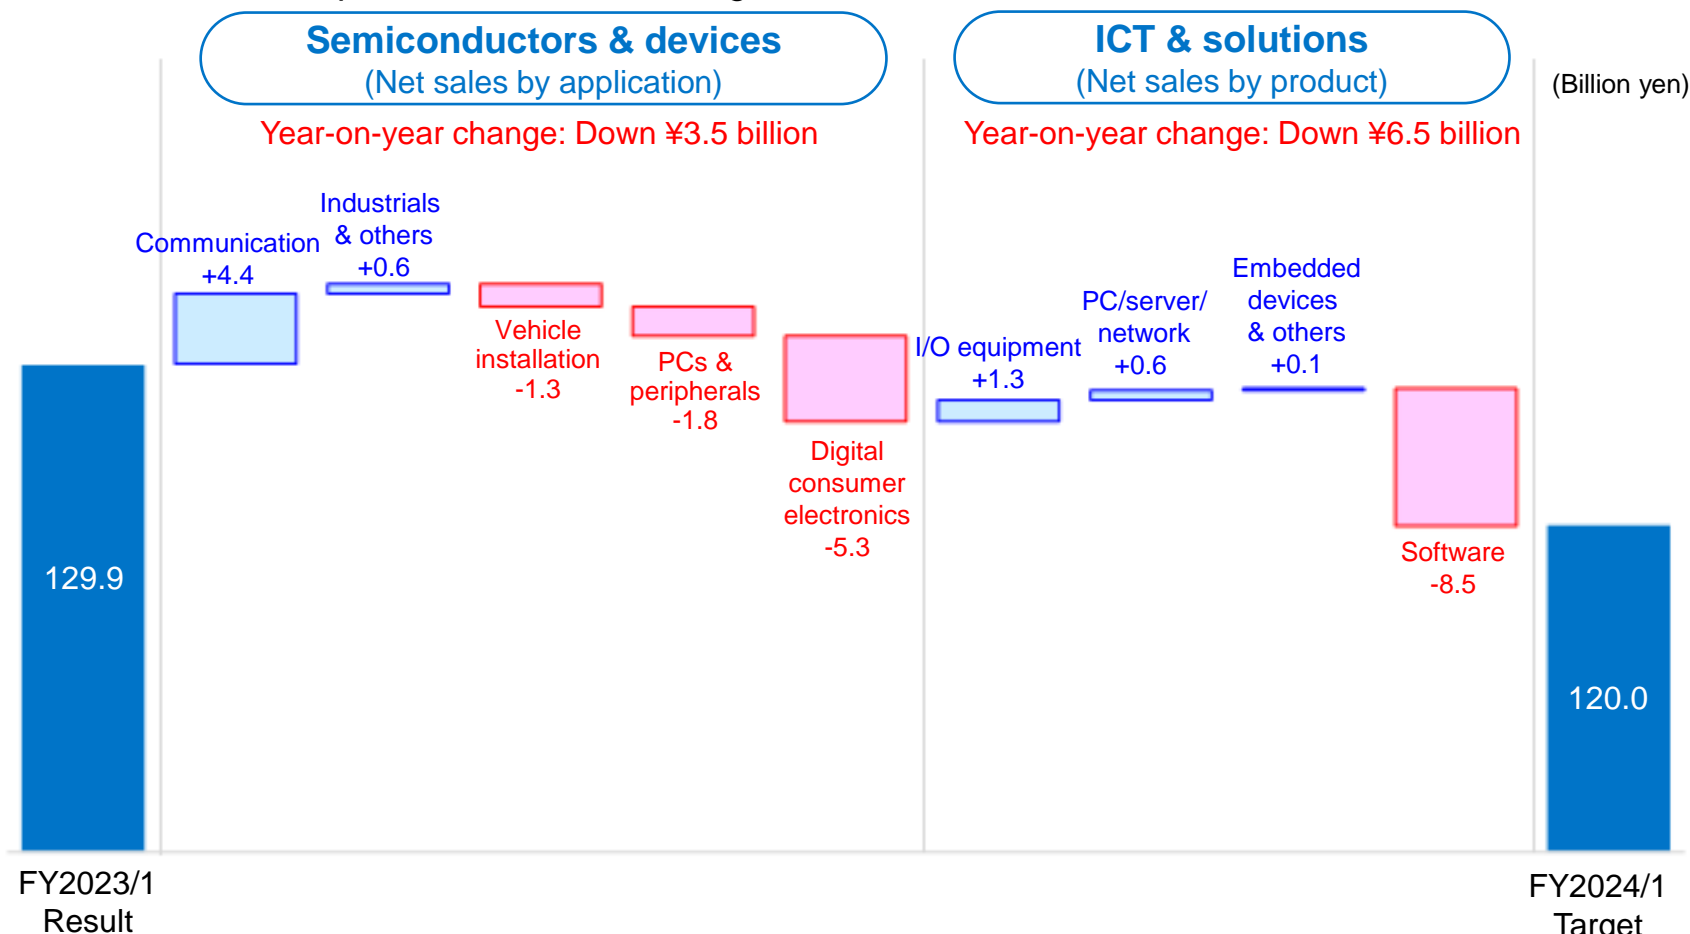 Semiconductors & devices
(Net sales by application)
Year-on-year change: Down ¥3.5 billion
ICT & solutions
(Net sales by product)
Year-on-year change: Down ¥6.5 billion
(Billion yen)
Communication
+4.4
Industrials
& others
+0.6
Vehicle
installation
-1.3
PCs &
peripherals
-1.8
Digital
consumer
electronics
-5.3
I/O equipment
+1.3
PC/server/
network
+0.6
Embedded
devices
& others
+0.1
Software
-8.5
129.9
120.0
FY2023/1
Result
FY2024/1
Target